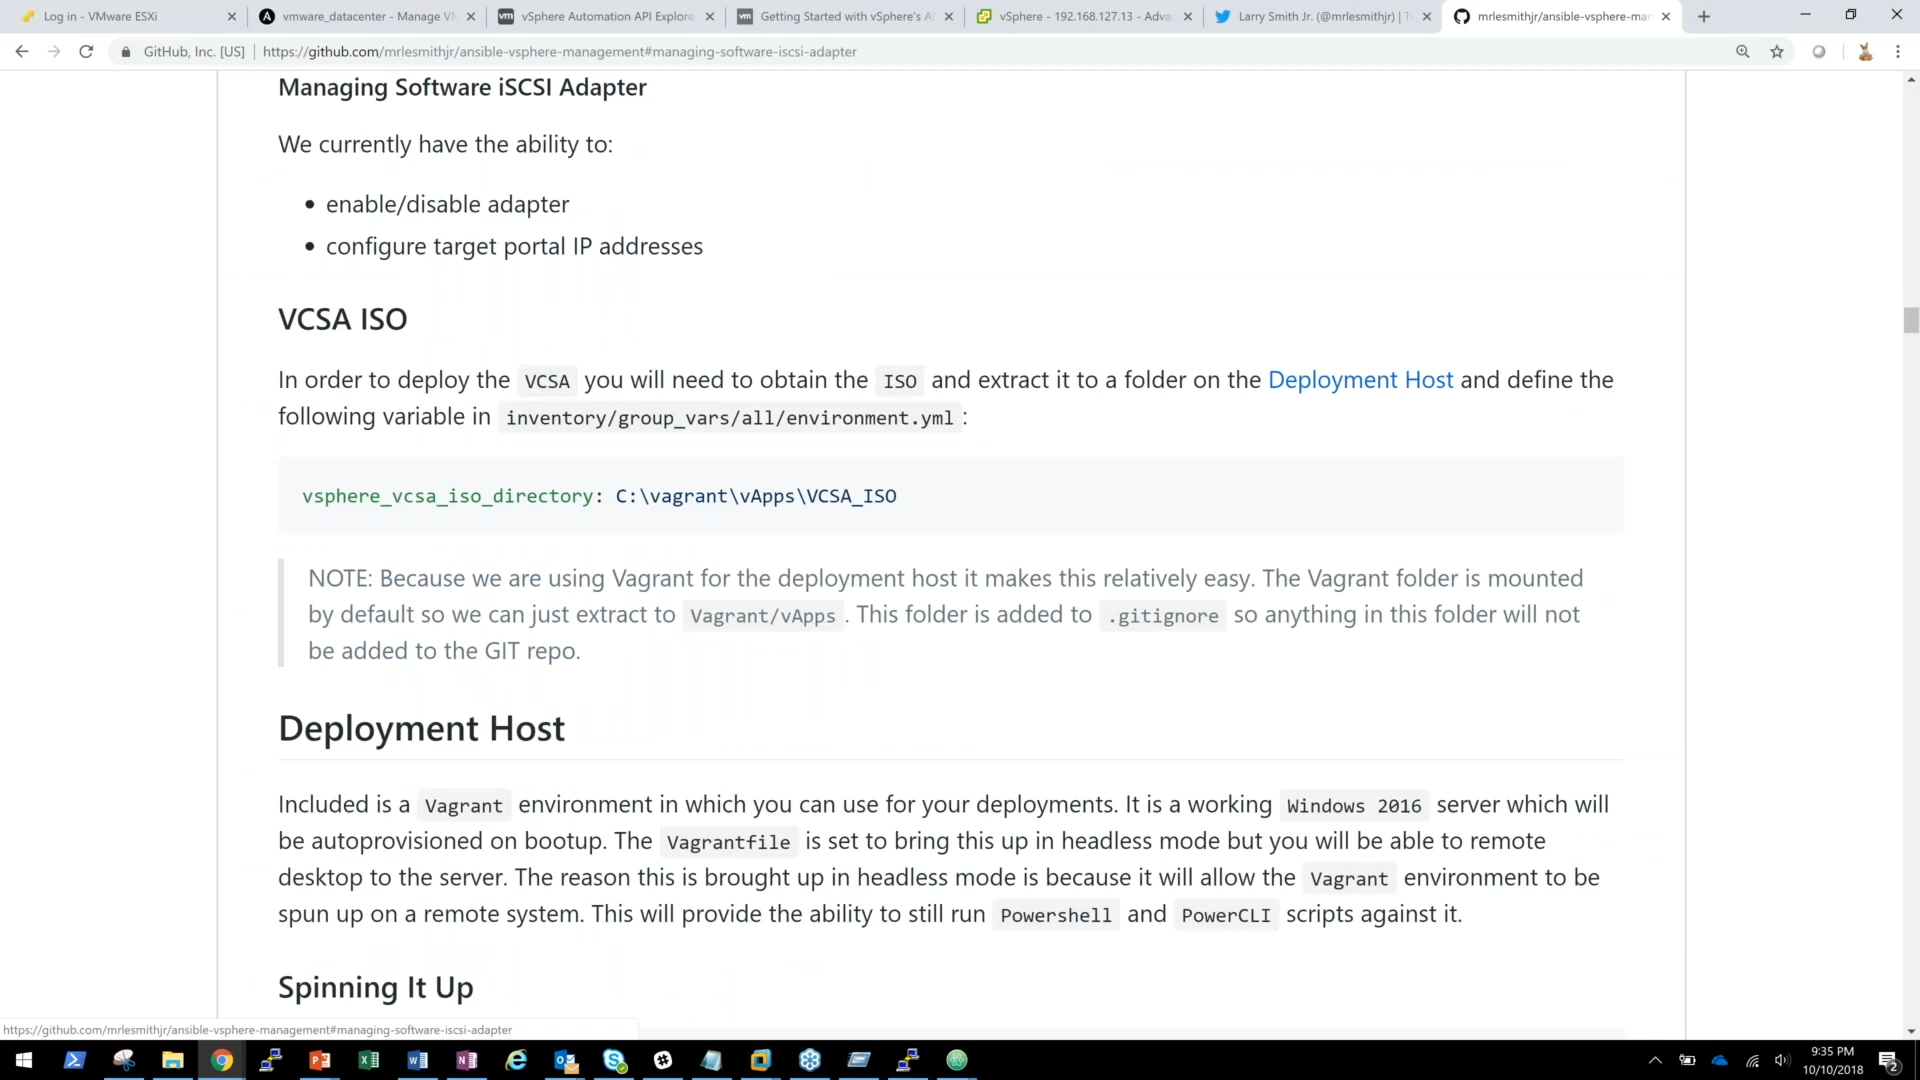 Log in - VMware ESXi
vmware_datacenter - Manage VM
vSphere Automation API Explore
Getting Started with vSphere's A
vSphere - 192.168.127.13 - Adva
Larry Smith Jr. (@mrlesmithjr) | T
mrlesmithjr/ansible-vsphere-mar
GitHub, Inc. [US] | https://github.com/mrlesmithjr/ansible-vsphere-management#managing-software-iscsi-adapter
Managing Software iSCSI Adapter
We currently have the ability to:
• enable/disable adapter
• configure target portal IP addresses
VCSA ISO
In order to deploy the VCSA you will need to obtain the ISO and extract it to a folder on the Deployment Host and define the
following variable in inventory/group_vars/all/environment.yml :
vsphere_vcsa_iso_directory: C:\vagrant\vApps\VCSA_ISO
NOTE: Because we are using Vagrant for the deployment host it makes this relatively easy. The Vagrant folder is mounted
by default so we can just extract to Vagrant/vApps . This folder is added to .gitignore so anything in this folder will not
be added to the GIT repo.
Deployment Host
Included is a Vagrant environment in which you can use for your deployments. It is a working Windows 2016 server which will
be autoprovisioned on bootup. The Vagrantfile is set to bring this up in headless mode but you will be able to remote
desktop to the server. The reason this is brought up in headless mode is because it will allow the Vagrant environment to be
spun up on a remote system. This will provide the ability to still run Powershell and PowerCLI scripts against it.
Spinning It Up
https://github.com/mrlesmithjr/ansible-vsphere-management#managing-software-iscsi-adapter
9:35 PM
10/10/2018
2